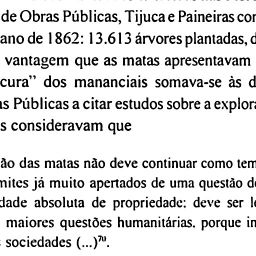 de Obras Públicas, Tijuca e Paineiras con
ano de 1862: 13.613 árvores plantadas, d
vantagem que as matas apresentavam
cura” dos mananciais somava-se às d
as Públicas a citar estudos sobre a explora
s consideravam que
ão das matas não deve continuar como tem
mites já muito apertados de uma questão de
dade absoluta de propriedade; deve ser l
maiores questões humanitárias, porque in
sociedades (...)⁷⁰.